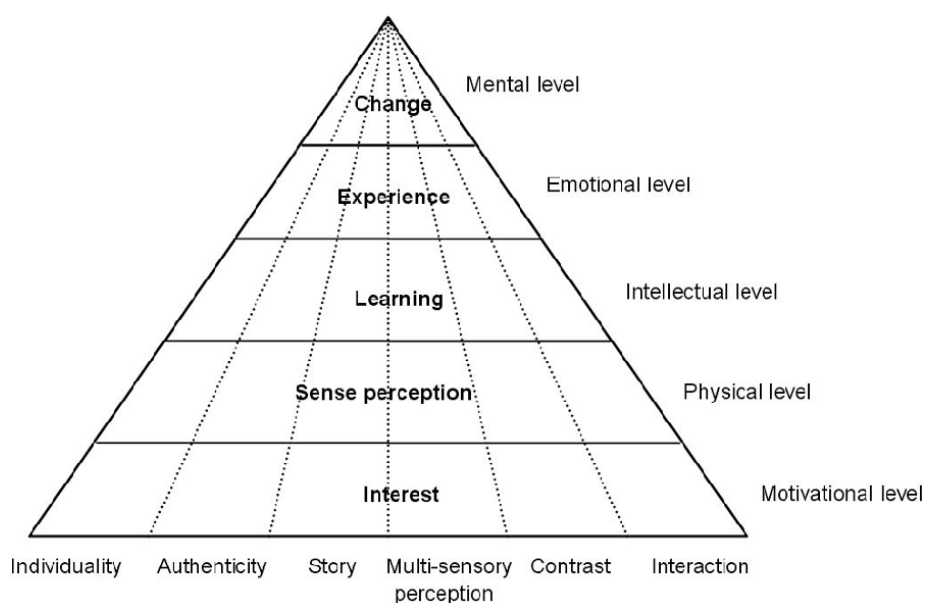 Mental level
Change
Emotional level
Experience
Intellectual level
Learning
Physical level
Sense perception
Interest
Motivational level
Individuality Authenticity Story Multi-sensory Contrast Interaction
perception